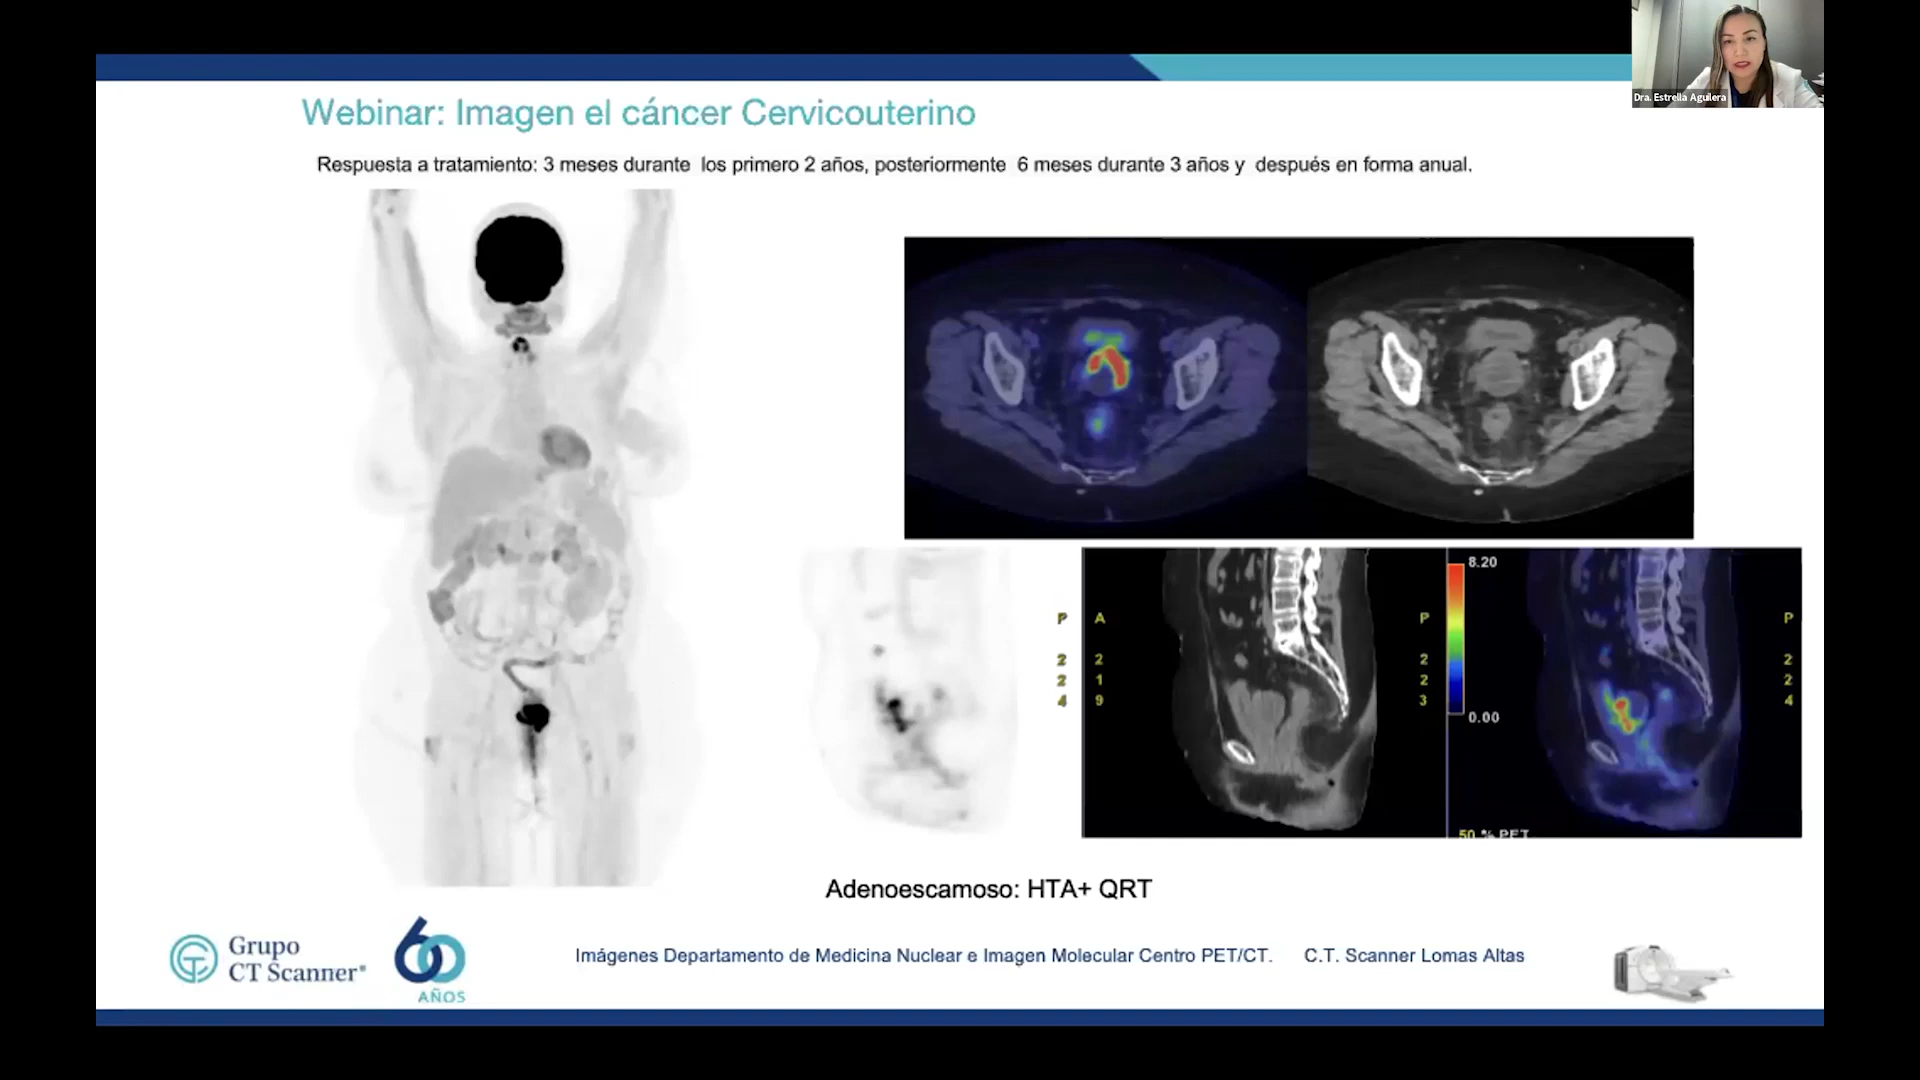 Dra. Estrella Aguilera
Webinar: Imagen el cáncer Cervicouterino
Respuesta a tratamiento: 3 meses durante los primero 2 años, posteriormente 6 meses durante 3 años y después en forma anual.
P
2
2
4
A
2
1
9
P
2
2
3
8.20
0.00
50 % PET
P
2
2
4
Adenoescamoso: HTA+ QRT
Grupo
CT Scanner®
60
AÑOS
Imágenes Departamento de Medicina Nuclear e Imagen Molecular Centro PET/CT. C.T. Scanner Lomas Altas